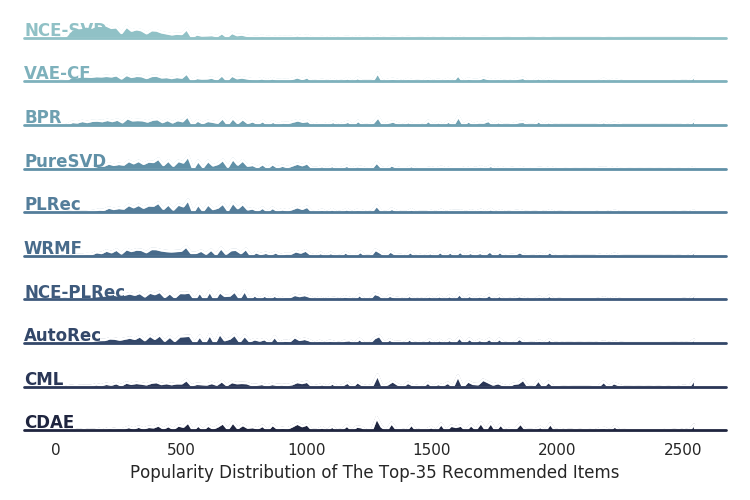 NCE-SVD
VAE-CF
BPR
PureSVD
PLRec
WRMF
NCE-PLRec
AutoRec
CML
CDAE
0 500 1000 1500 2000 2500
Popularity Distribution of The Top-35 Recommended Items